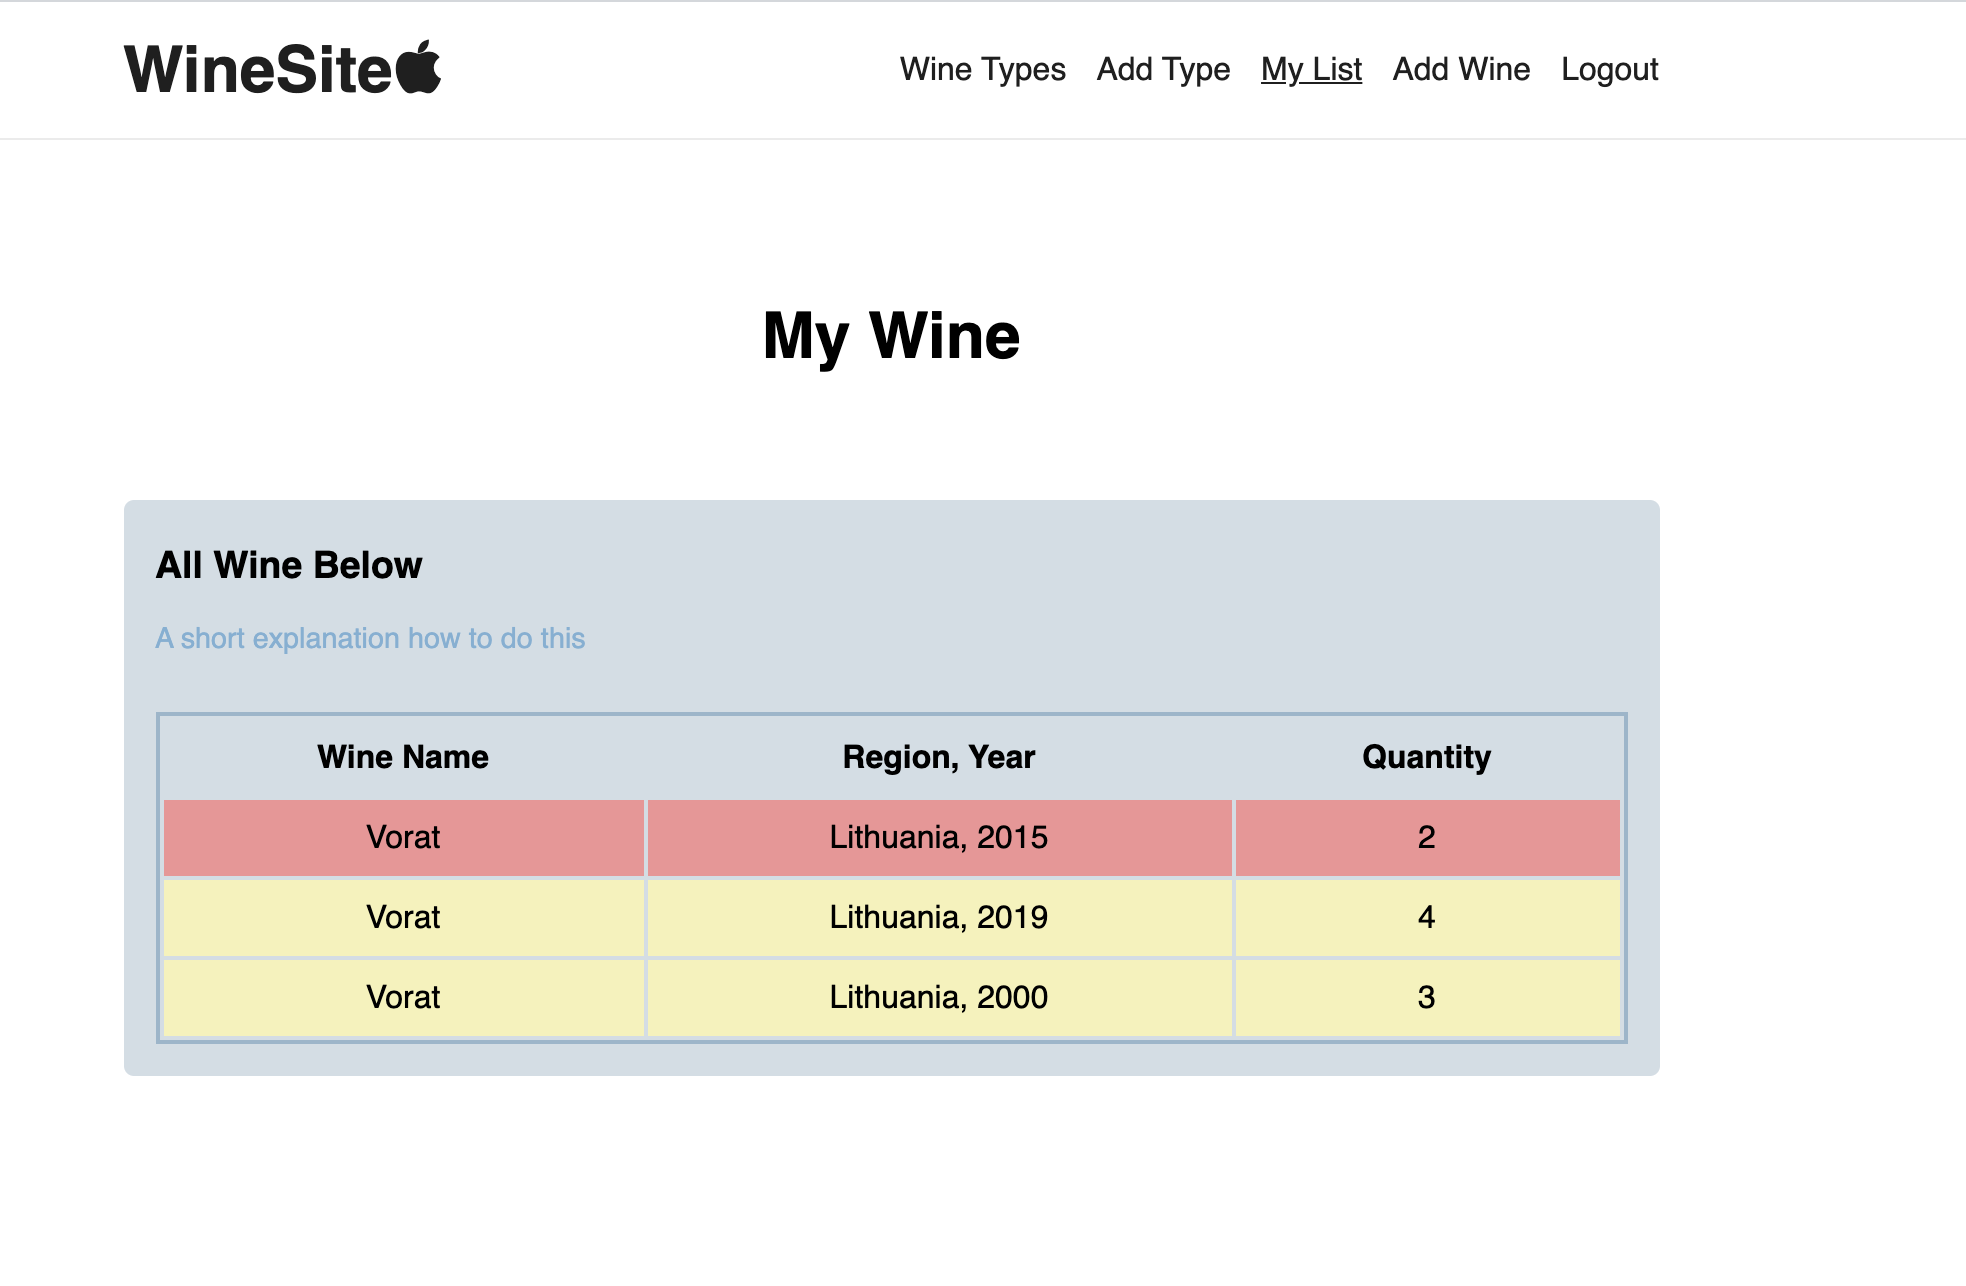 WineSite
Wine Types Add Type My List Add Wine Logout
My Wine
All Wine Below
A short explanation how to do this
Wine Name Region, Year Quantity
Vorat Lithuania, 2015 2
Vorat Lithuania, 2019 4
Vorat Lithuania, 2000 3